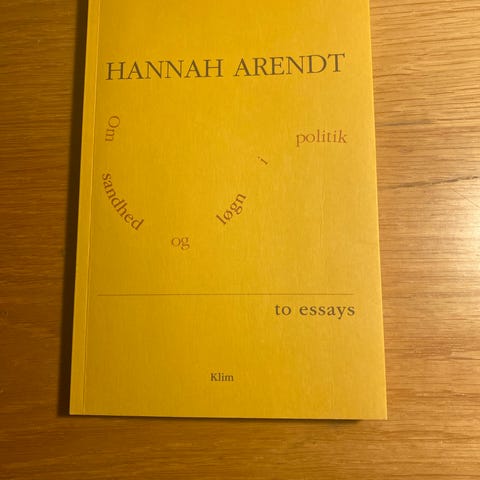 HANNAH ARENDT
Om sandhed og løgn i politik
to essays
Klim